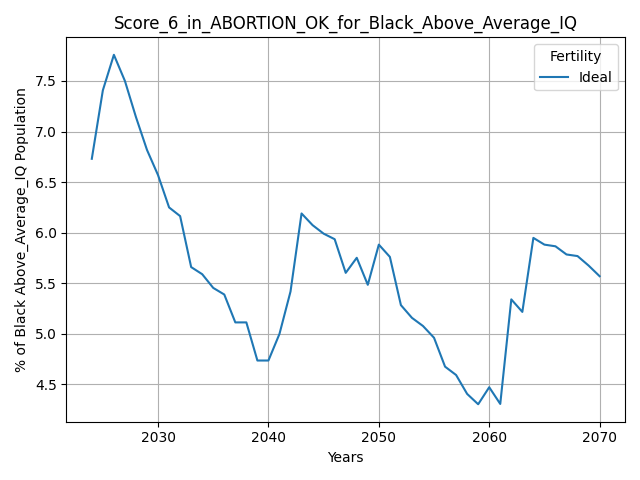 Score_6_in_ABORTION_OK_for_Black_Above_Average_IQ
% of Black Above_Average_IQ Population
Fertility
Ideal
7.5
7.0
6.5
6.0
5.5
5.0
4.5
2030 2040 2050 2060 2070
Years